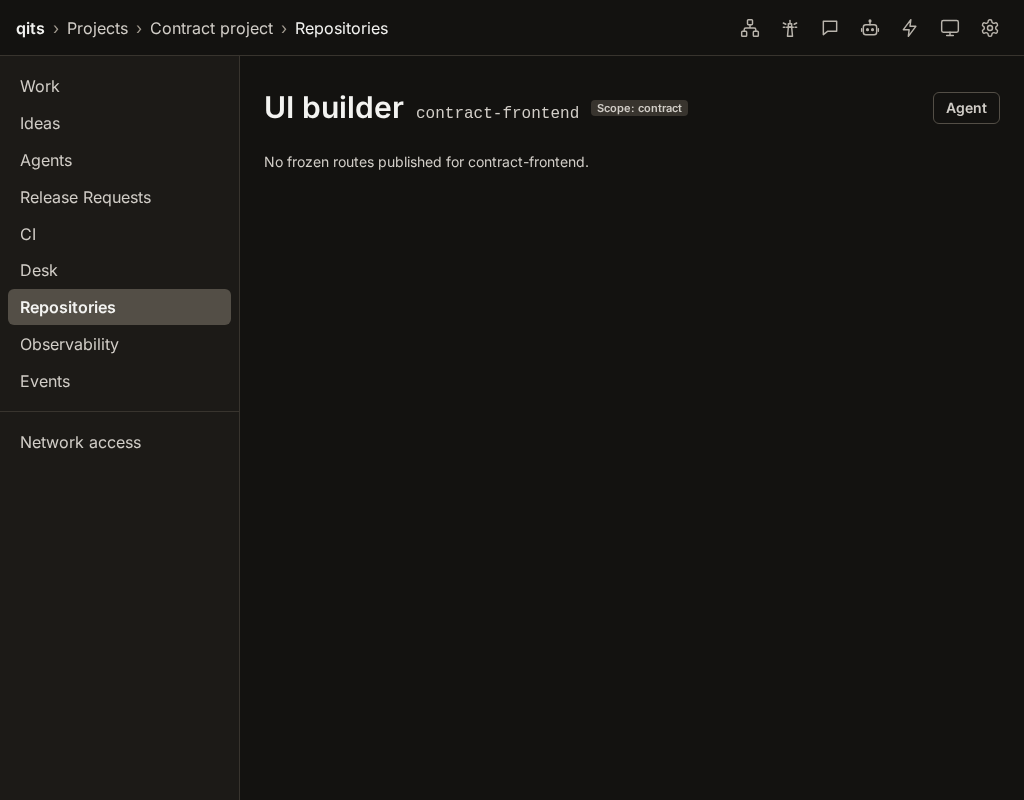 qits › Projects › Contract project › Repositories
Work
Ideas
Agents
Release Requests
CI
Desk
Repositories
Observability
Events
Network access
UI builder contract-frontend Scope: contract
Agent
No frozen routes published for contract-frontend.